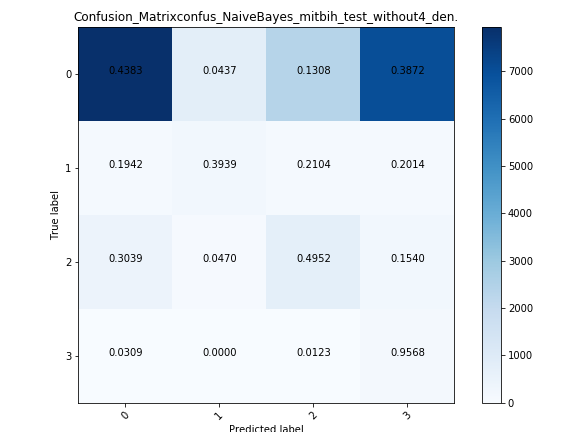 Confusion_Matrixconfus_NaiveBayes_mitbih_test_without4_den.
0 0.4383 0.0437 0.1308 0.3872
1 0.1942 0.3939 0.2104 0.2014
2 0.3039 0.0470 0.4952 0.1540
3 0.0309 0.0000 0.0123 0.9568
0 1 2 3
True label
Predicted label
7000
6000
5000
4000
3000
2000
1000
0